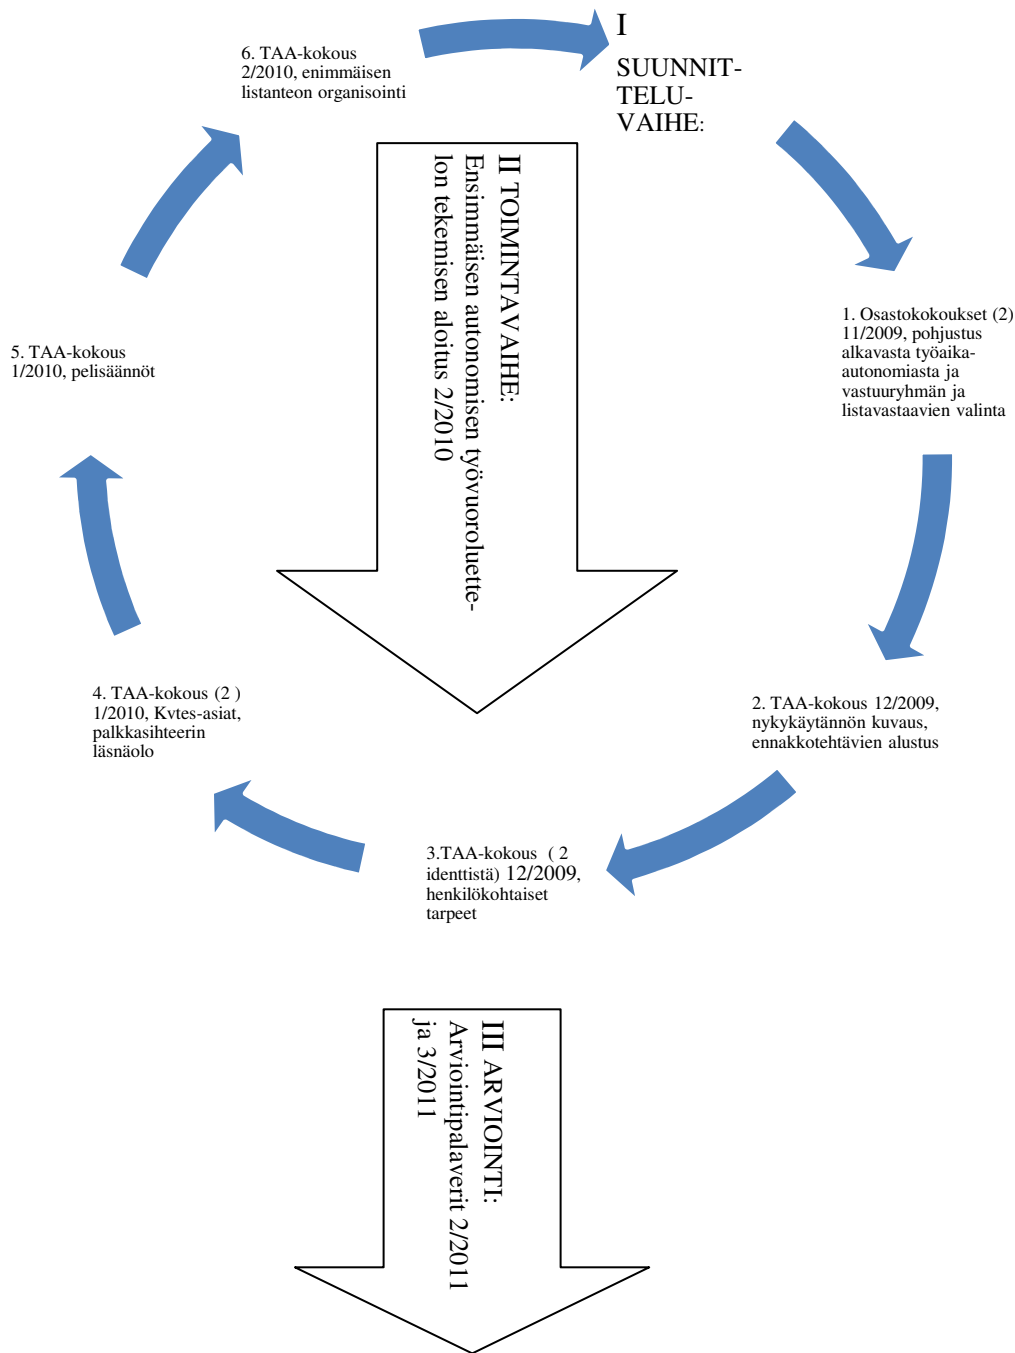 I
SUUNNIT-
TELU-
VAIHE:
1. Osastokokoukset (2)
11/2009, pohjustus
alkavasta työaika-
autonomiasta ja
vastuuryhmän ja
listavastaavien valinta
2. TAA-kokous 12/2009,
nykykäytännön kuvaus,
ennakkotehtävien alustus
3.TAA-kokous ( 2
identtistä) 12/2009,
henkilökohtaiset
tarpeet
4. TAA-kokous (2 )
1/2010, Kvtes-asiat,
palkkasihteerin
läsnäolo
5. TAA-kokous
1/2010, pelisäännöt
6. TAA-kokous
2/2010, enimmäisen
listanteon organisointi
II TOIMINTAVAIHE:
Ensimmäisen autonomisen työvuoroluette-
lon tekemisen aloitus 2/2010
III ARVIOINTI:
Arviointipalaverit 2/2011
ja 3/2011